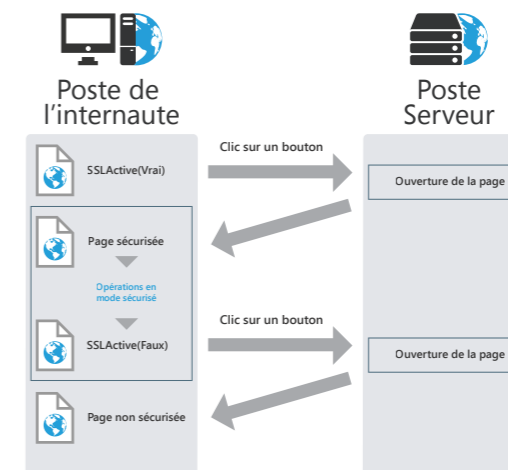 Poste de
l'internaute
Poste
Serveur
SSLActive(Vrai)
Clic sur un bouton
Ouverture de la page
Page sécurisée
Opérations en
mode sécurisé
SSLActive(Faux)
Clic sur un bouton
Ouverture de la page
Page non sécurisée